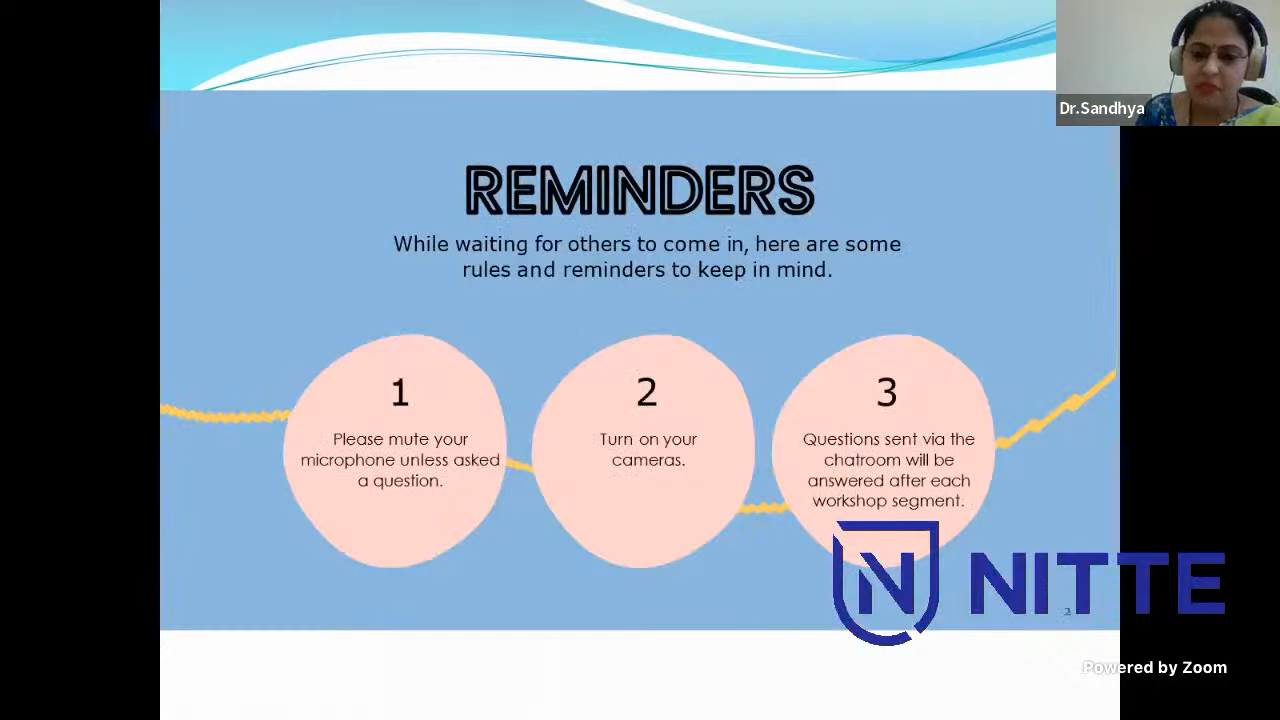 Dr.Sandhya
REMINDERS
While waiting for others to come in, here are some
rules and reminders to keep in mind.
1
Please mute your
microphone unless asked
a question.
2
Turn on your
cameras.
3
Questions sent via the
chatroom will be
answered after each
workshop segment.
N NITTE
2
Powered by Zoom